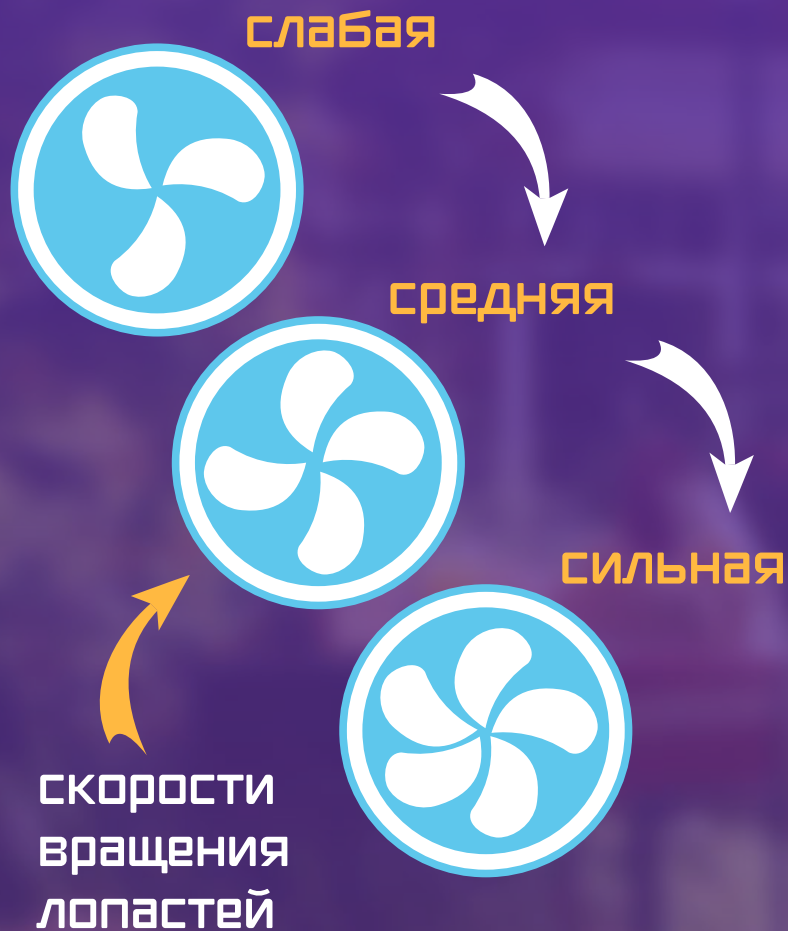 слабая
средняя
сильная
скорости
вращения
лопастей